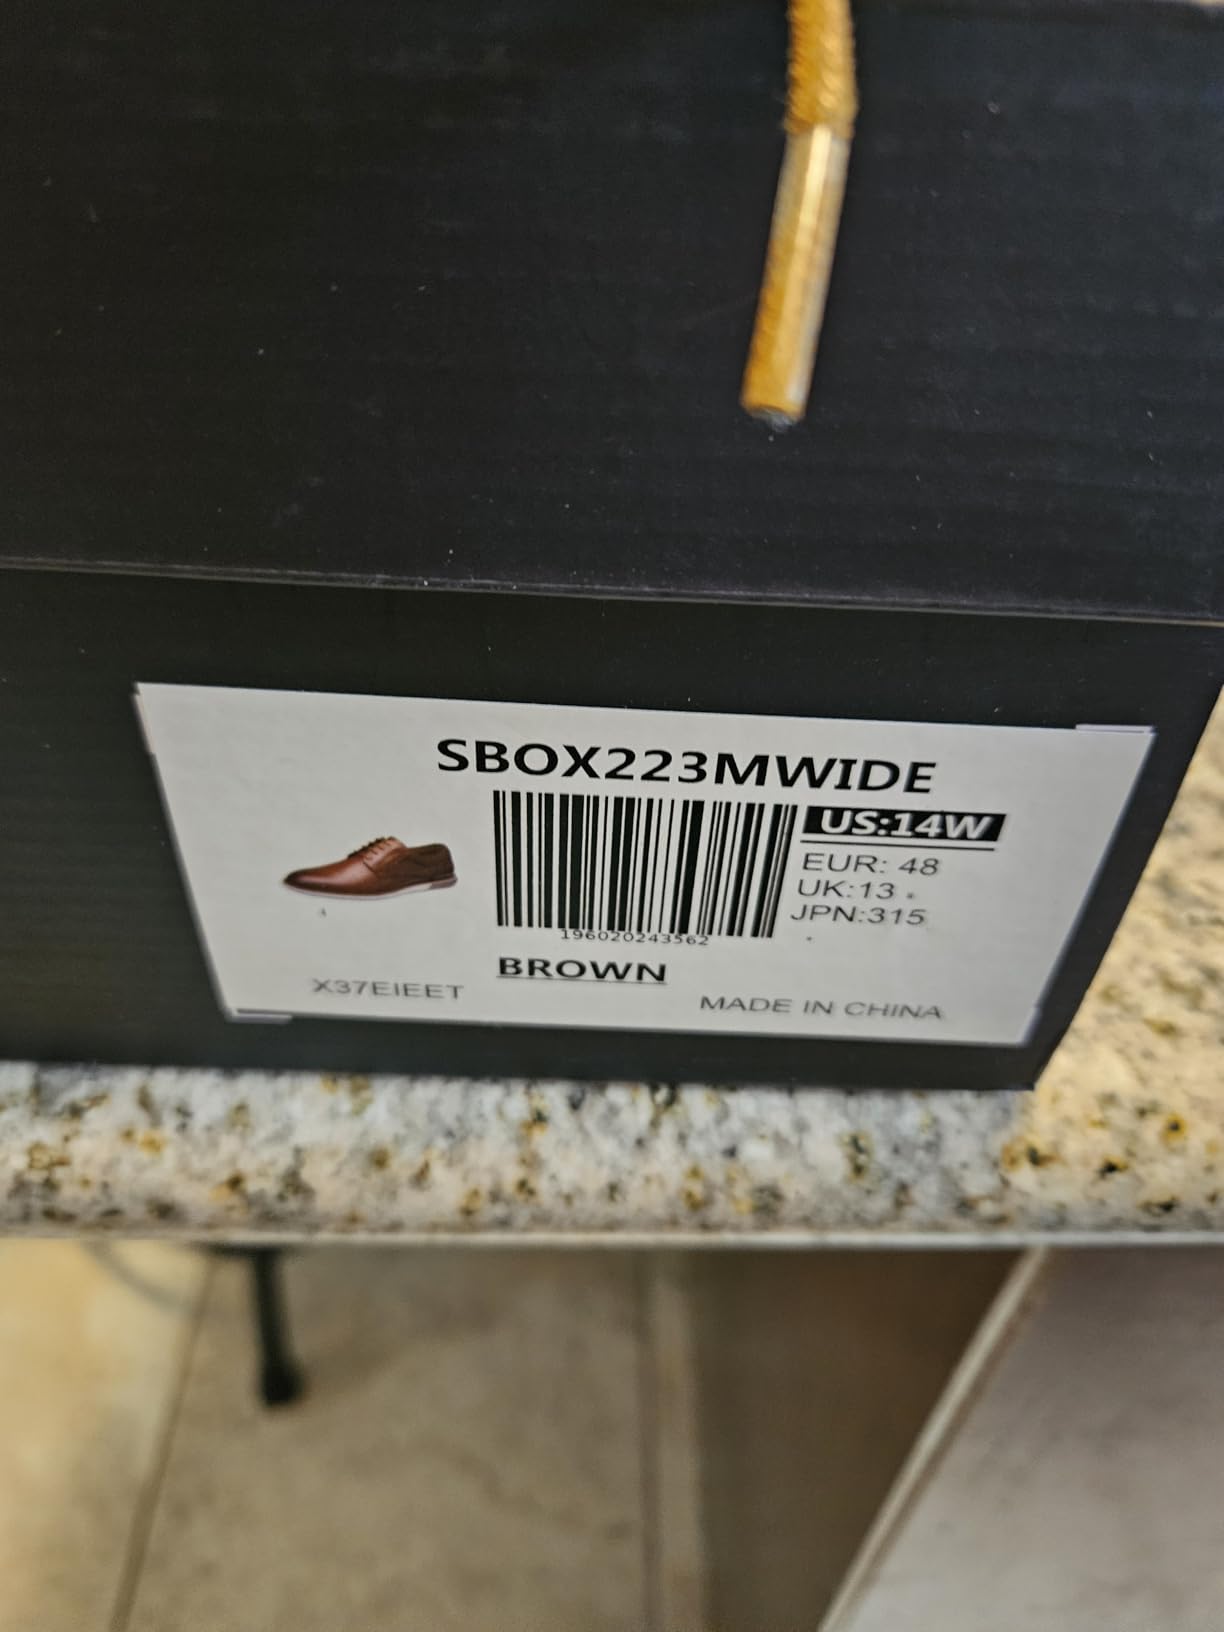 SBOX223MWIDE
US:14W
EUR: 48
UK:13
JPN:315
196020243562
BROWN
X37EIEET
MADE IN CHINA